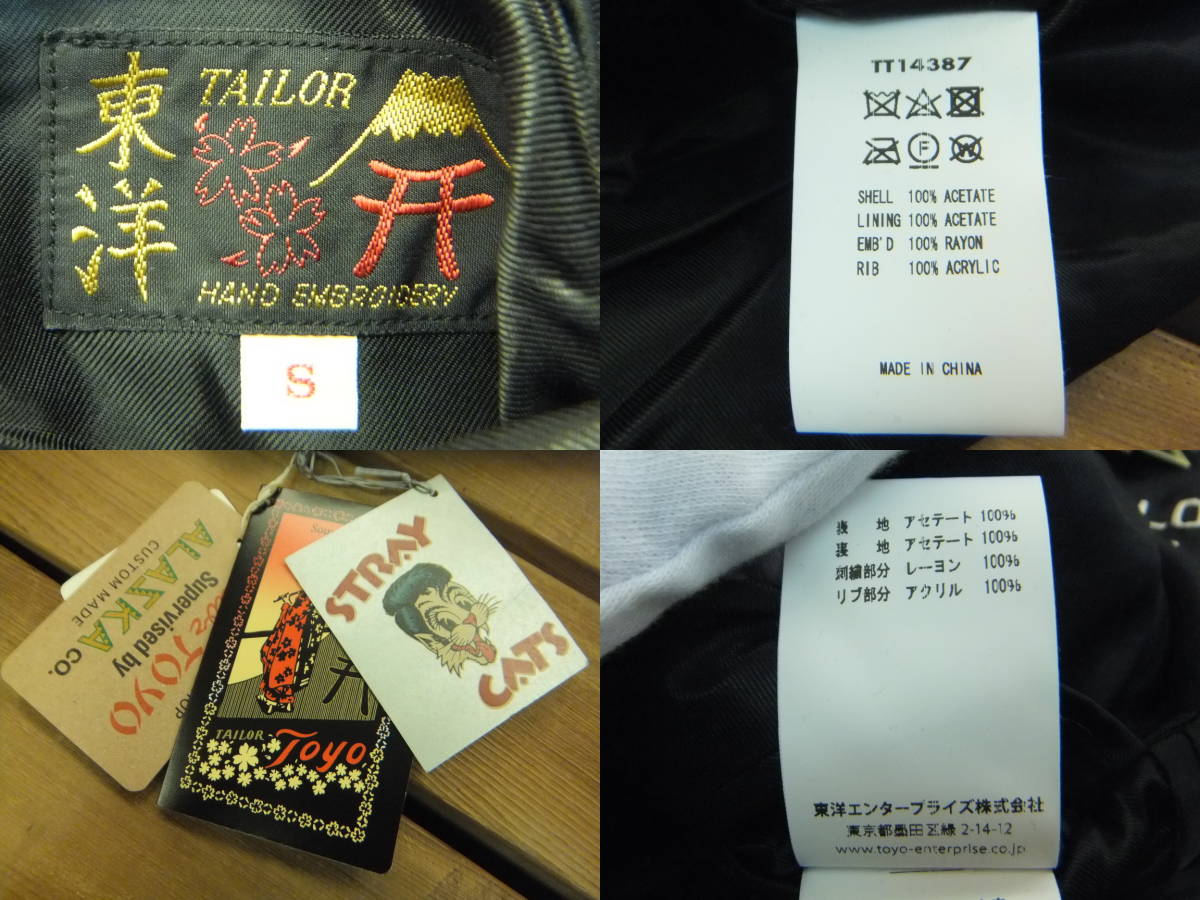 東洋
TAILOR
HAND EMBROIDERY
S
TT14387
F
W
SHELL 100% ACETATE
LINING 100% ACETATE
EMB'D 100% RAYON
RIB 100% ACRYLIC
MADE IN CHINA
ALASKA CO.
CUSTOM MADE
Supervised by
TOYO
TAILOR
Toyo
STRAY
CATS
表 地 アセテート 100%
裏 地 アセテート 100%
刺繍部分 レーヨン 100%
リブ部分 アクリル 100%
東洋エンタープライズ株式会社
東京都墨田区緑 2-14-12
www.toyo-enterprise.co.jp